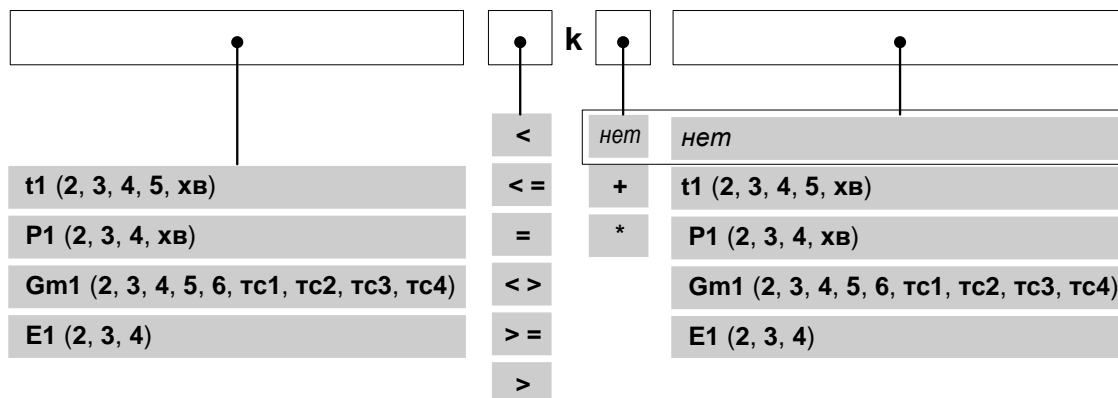 k
< нет нет
t1 (2, 3, 4, 5, хв) < = + t1 (2, 3, 4, 5, хв)
P1 (2, 3, 4, хв) = * P1 (2, 3, 4, хв)
Gm1 (2, 3, 4, 5, 6, тс1, тс2, тс3, тс4) < > Gm1 (2, 3, 4, 5, 6, тс1, тс2, тс3, тс4)
E1 (2, 3, 4) > = E1 (2, 3, 4)
>